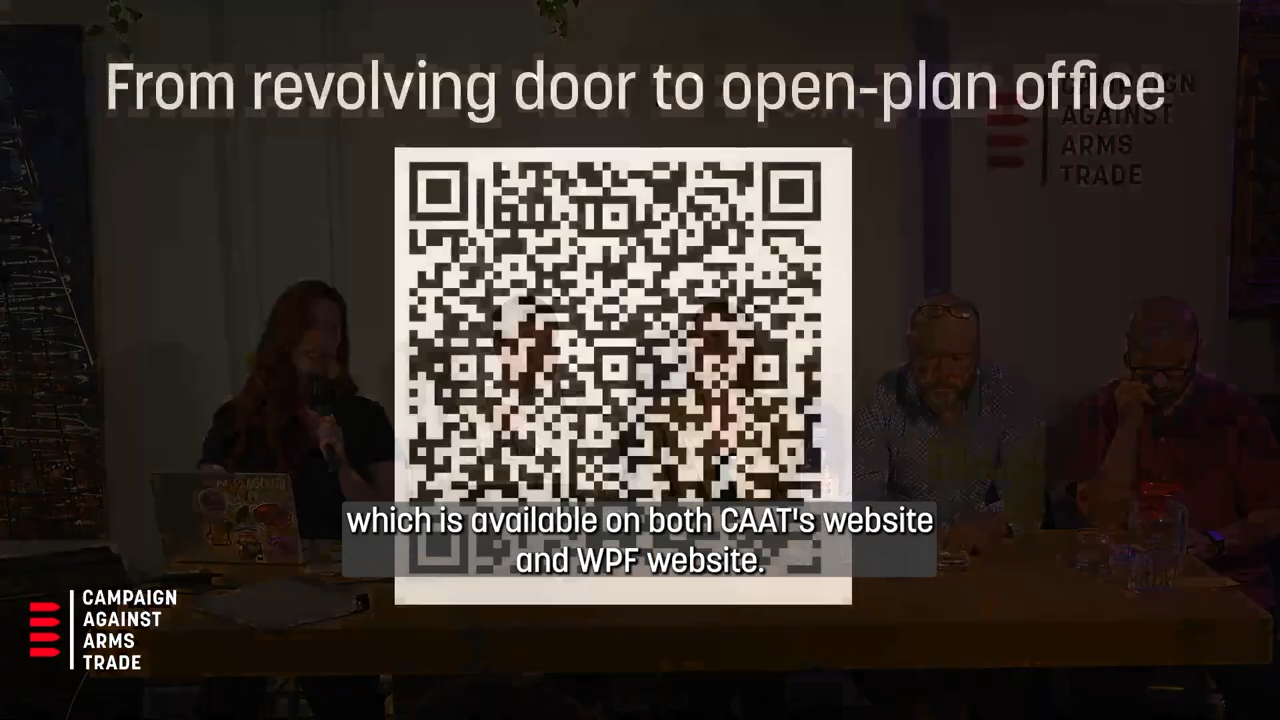 From revolving door to open-plan office
CAMPAIGN
AGAINST
ARMS
TRADE
which is available on both CAAT's website
and WPF website.
CAMPAIGN
AGAINST
ARMS
TRADE